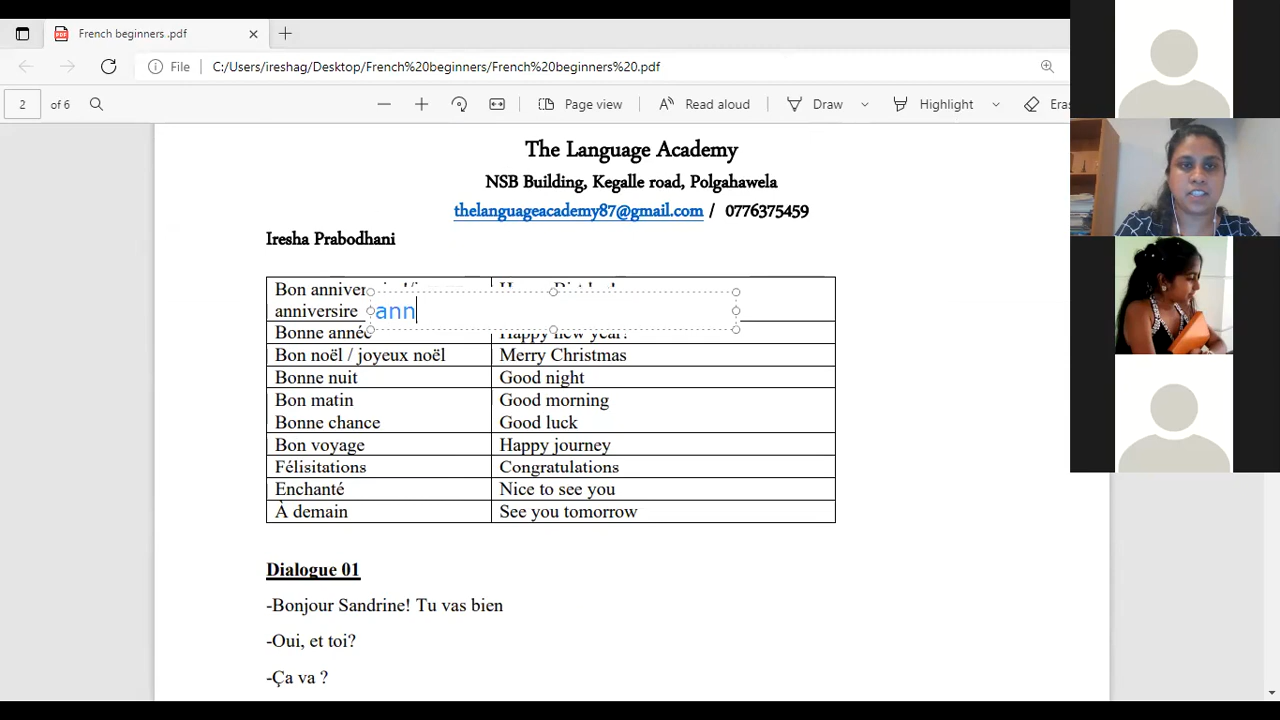 French beginners .pdf
File C:/Users/ireshag/Desktop/French%20beginners/French%20beginners%20.pdf
2 of 6 Page view Read aloud Draw Highlight
The Language Academy
NSB Building, Kegalle road, Polgahawela
thelanguageacademy87@gmail.com / 0776375459
Iresha Prabodhani
Bon
anniversire
ann
Bonne année Happy new year!
Bon noël / joyeux noël Merry Christmas
Bonne nuit Good night
Bon matin Good morning
Bonne chance Good luck
Bon voyage Happy journey
Félisitations Congratulations
Enchanté Nice to see you
À demain See you tomorrow
Dialogue 01
-Bonjour Sandrine! Tu vas bien
-Oui, et toi?
-Ça va ?